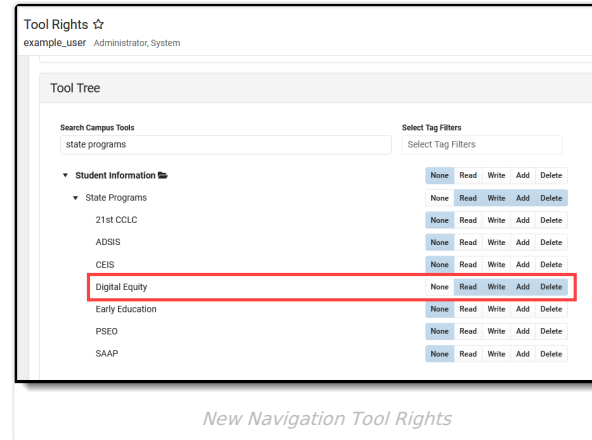 Tool Rights ☆
example_user Administrator, System
Tool Tree
Search Campus Tools Select Tag Filters
state programs Select Tag Filters
▾ Student Information None Read Write Add Delete
▾ State Programs None Read Write Add Delete
21st CCLC None Read Write Add Delete
ADSIS None Read Write Add Delete
CEIS None Read Write Add Delete
Digital Equity None Read Write Add Delete
Early Education None Read Write Add Delete
PSEO None Read Write Add Delete
SAAP None Read Write Add Delete
New Navigation Tool Rights